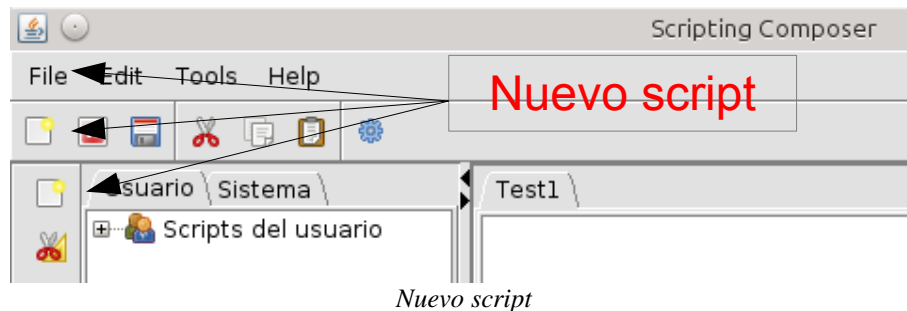 Scripting Composer
File Edit Tools Help
Nuevo script
Usuario Sistema
Test1
Scripts del usuario
Nuevo script